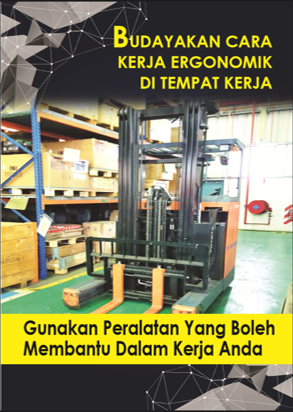 BUDAYAKAN CARA
KERJA ERGONOMIK
DI TEMPAT KERJA
Gunakan Peralatan Yang Boleh
Membantu Dalam Kerja Anda